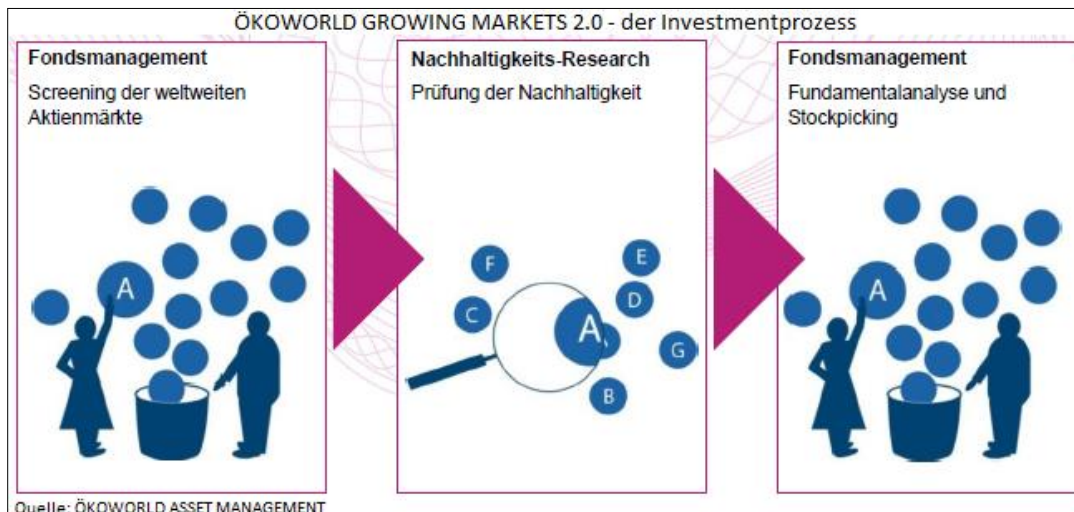 ÖKOWORLD GROWING MARKETS 2.0 - der Investmentprozess
Fondsmanagement
Screening der weltweiten
Aktienmärkte
A
Nachhaltigkeits-Research
Prüfung der Nachhaltigkeit
F
E
C
D
A
G
B
Fondsmanagement
Fundamentalanalyse und
Stockpicking
A
Quelle: ÖKOWORLD ASSET MANAGEMENT